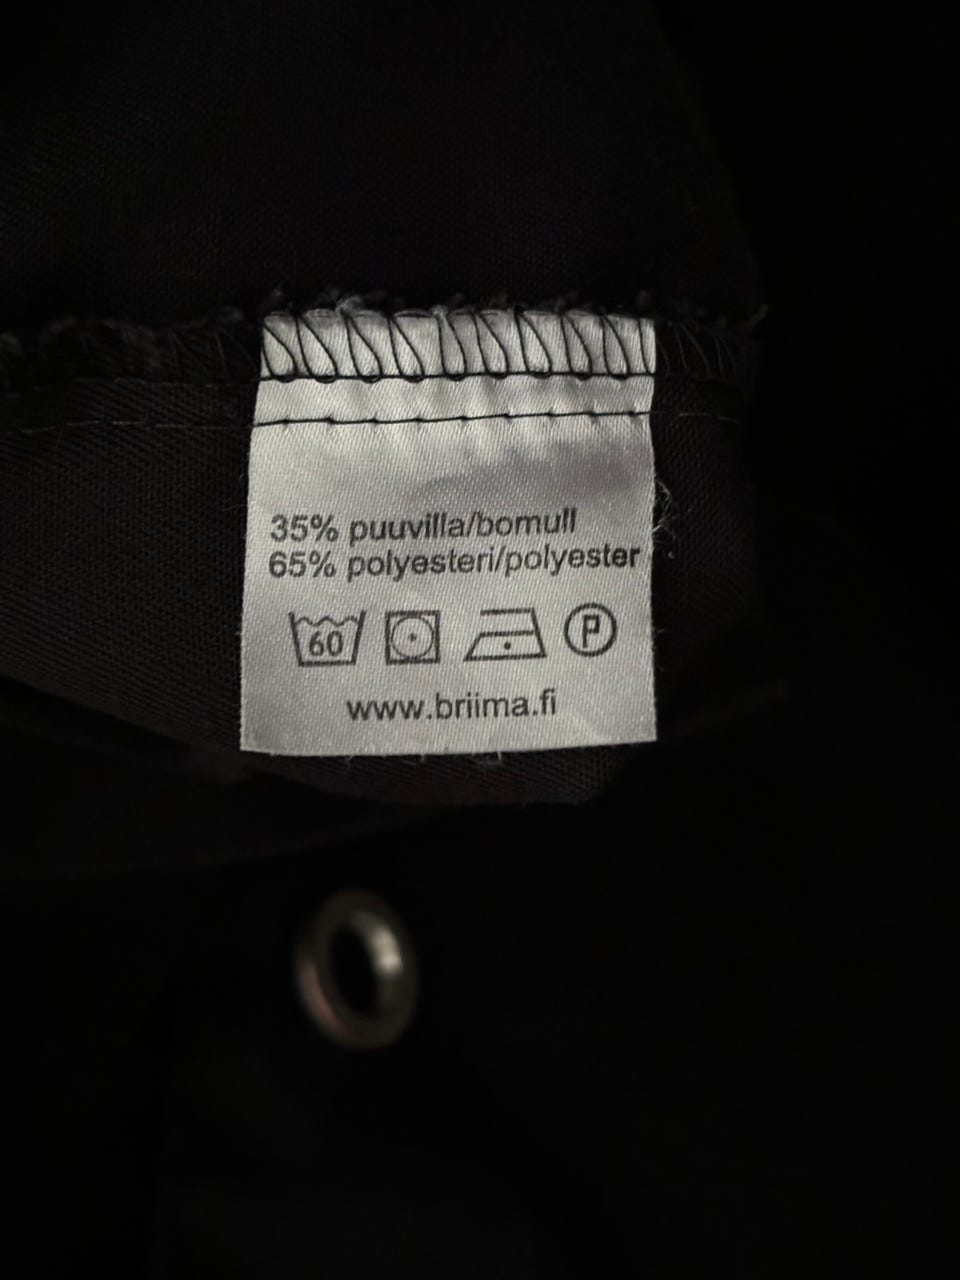 35% puuvilla/bomull
65% polyesteri/polyester
60 P
www.briima.fi